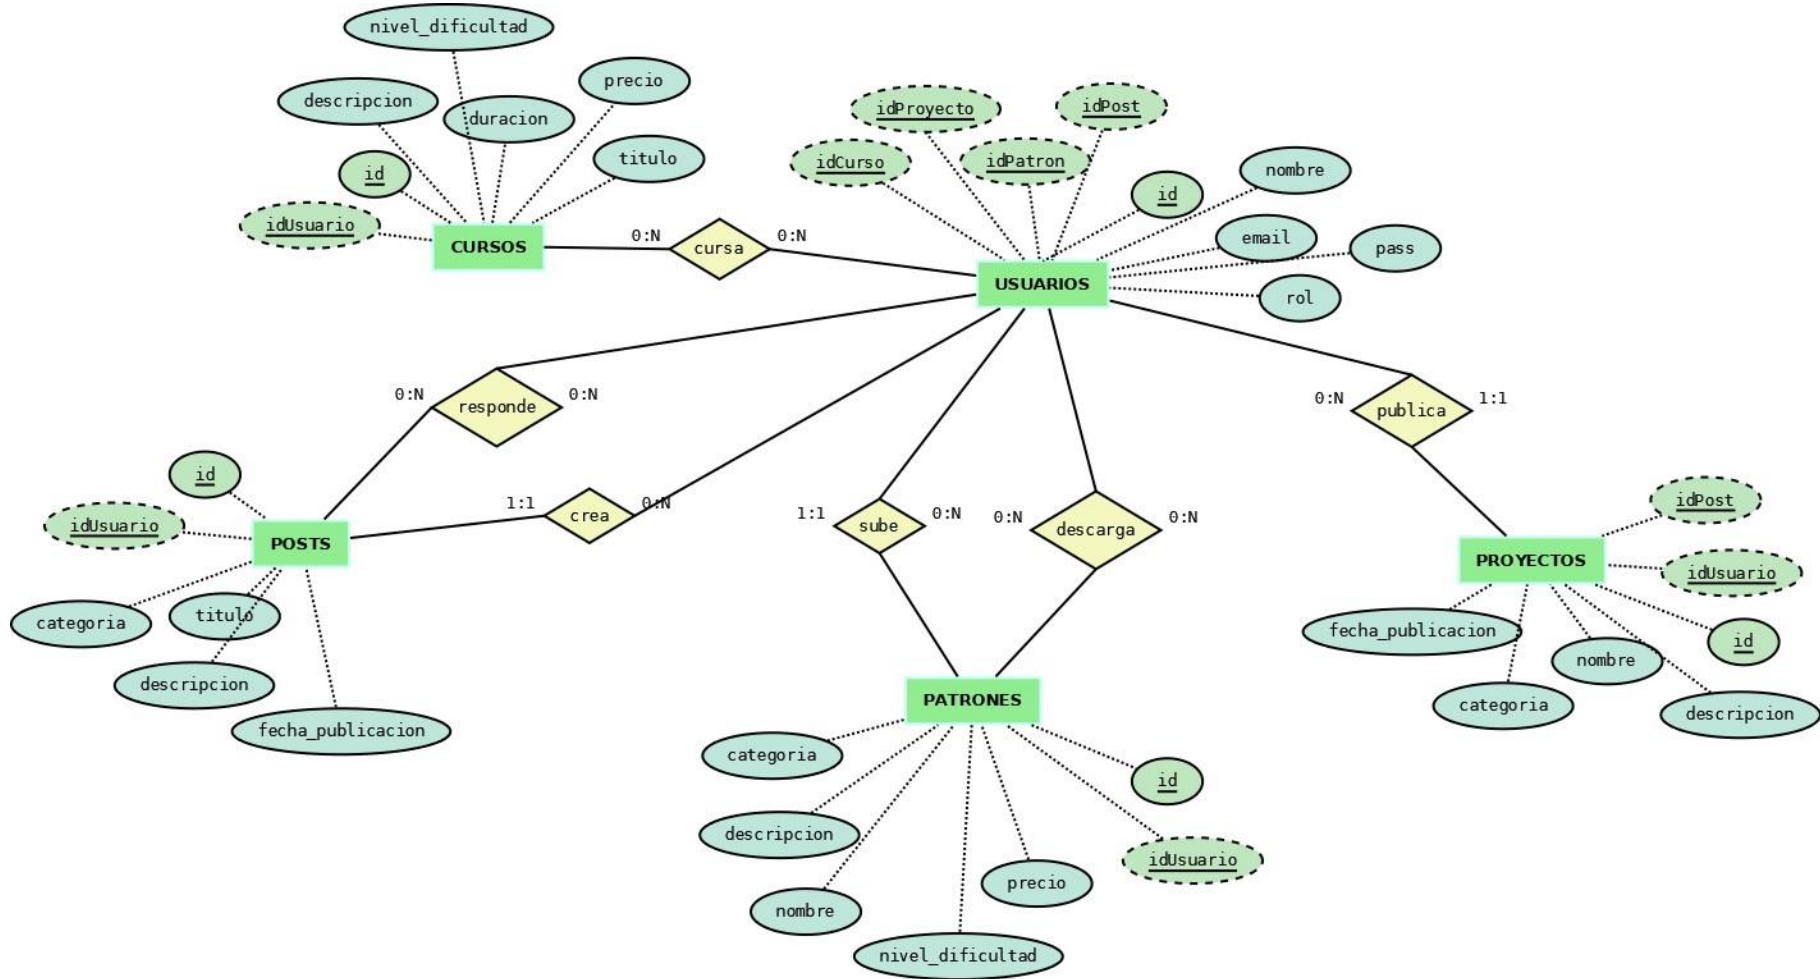 nivel_dificultad
descripcion
duracion
precio
titulo
id
idUsuario
CURSOS
0:N
cursa
0:N
idProyecto
idPost
idCurso
idPatron
id
nombre
email
pass
rol
USUARIOS
0:N
responde
0:N
1:1
crea
0:N
1:1
sube
0:N
0:N
descarga
0:N
0:N
publica
1:1
id
idUsuario
POSTS
categoria
titulo
descripcion
fecha_publicacion
PATRONES
categoria
descripcion
nombre
nivel_dificultad
precio
idUsuario
id
idPost
PROYECTOS
idUsuario
fecha_publicacion
id
nombre
categoria
descripcion